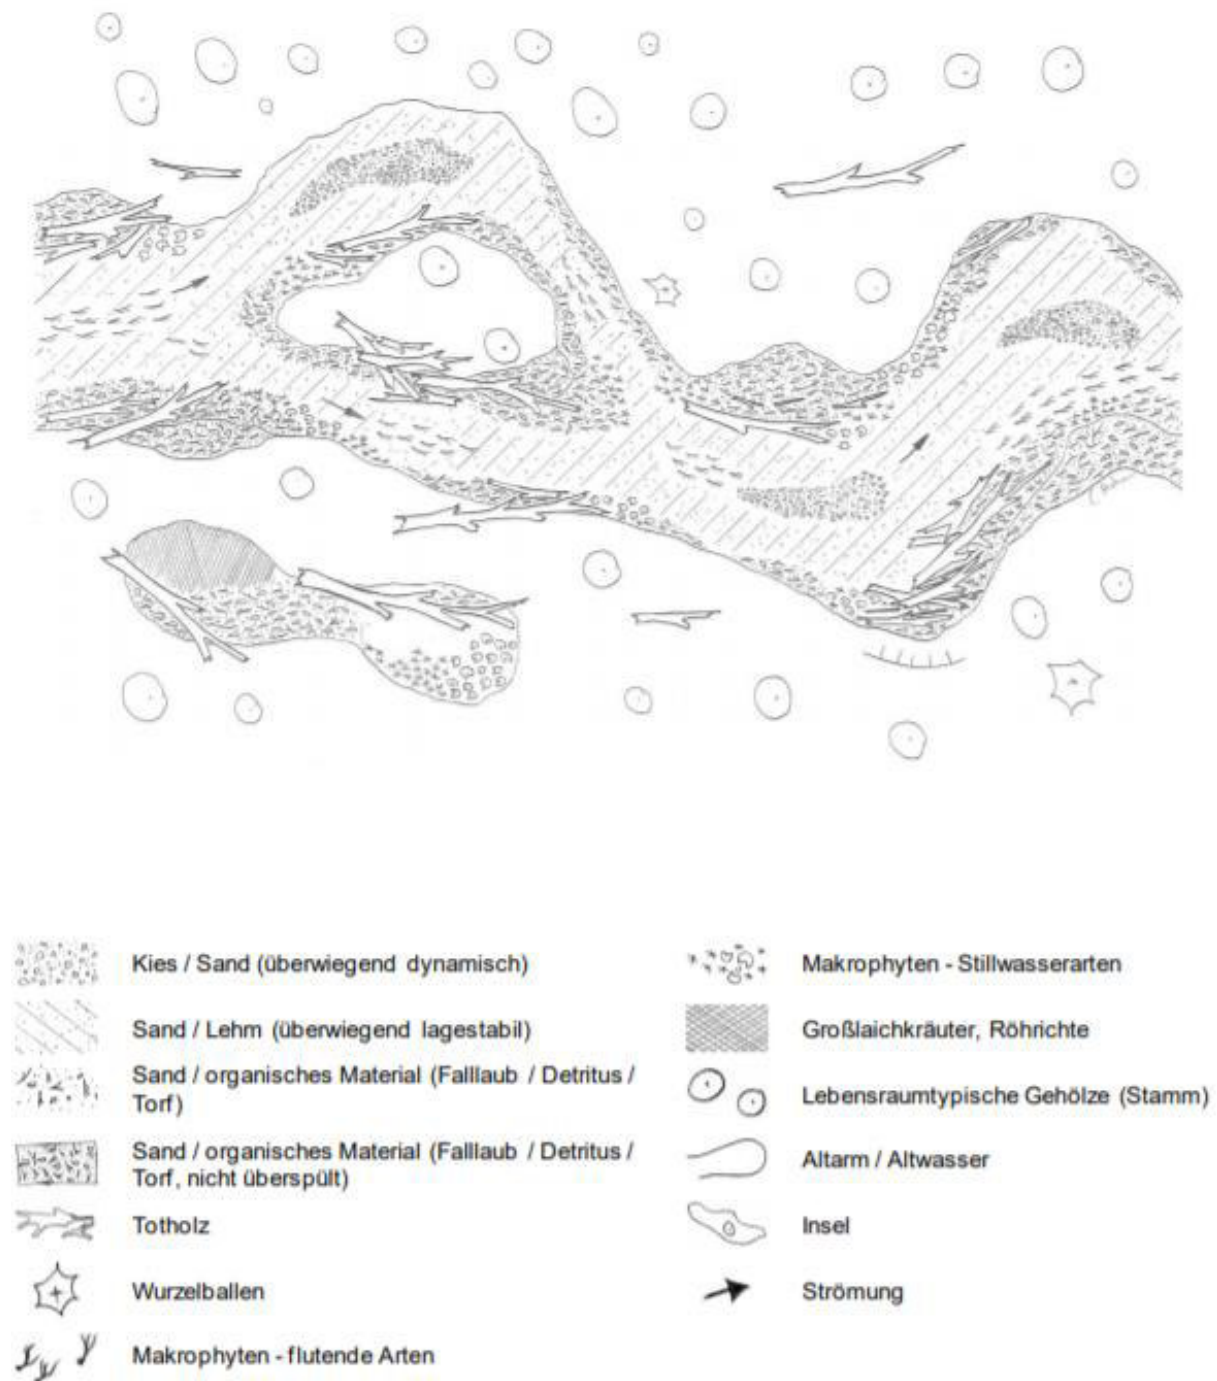 Kies / Sand (überwiegend dynamisch)
Sand / Lehm (überwiegend lagestabil)
Sand / organisches Material (Falllaub / Detritus /
Torf)
Sand / organisches Material (Falllaub / Detritus /
Torf, nicht überspült)
Totholz
Wurzelballen
Makrophyten - flutende Arten
Makrophyten - Stillwasserarten
Großlaichkräuter, Röhrichte
Lebensraumtypische Gehölze (Stamm)
Altarm / Altwasser
Insel
Strömung